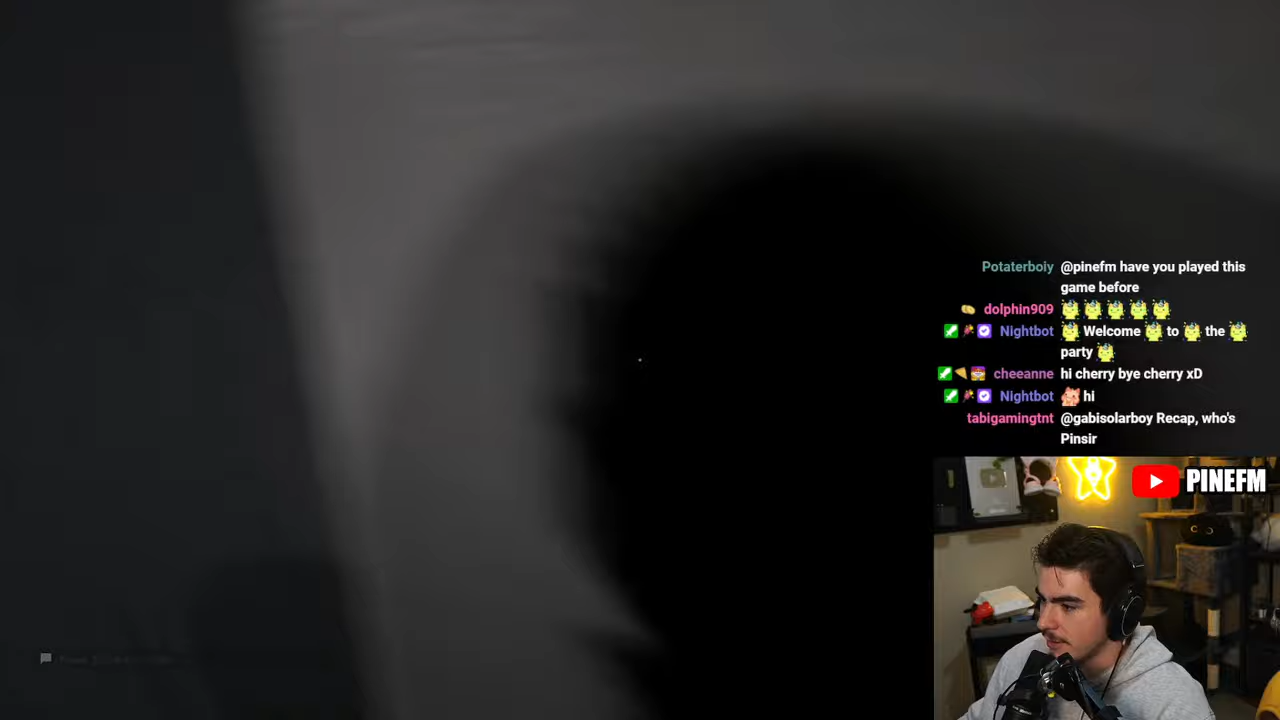 Potaterboiy @pinefm have you played this
game before
dolphin909
Nightbot Welcome to the
party
cheeanne hi cherry bye cherry xD
Nightbot hi
tabigamingtnt @gabisolarboy Recap, who's
Pinsir
PINEFM